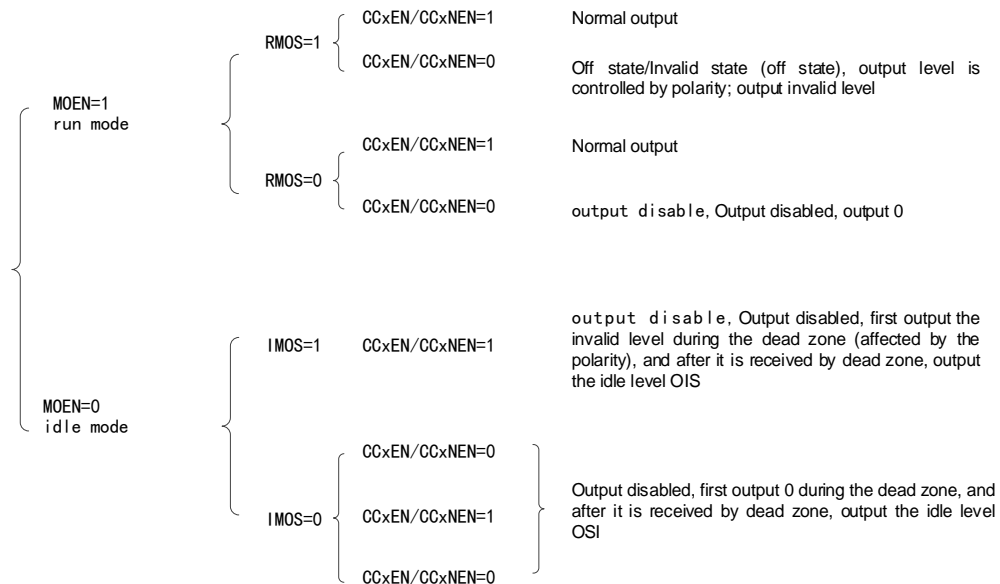 CCxEN/CCxNEN=1 Normal output
RMOS=1
CCxEN/CCxNEN=0 Off state/Invalid state (off state), output level is
controlled by polarity; output invalid level
MOEN=1
run mode
CCxEN/CCxNEN=1 Normal output
RMOS=0
CCxEN/CCxNEN=0 output disable, Output disabled, output 0
output disable, Output disabled, first output the
invalid level during the dead zone (affected by the
IMOS=1 CCxEN/CCxNEN=1
polarity), and after it is received by dead zone, output
the idle level OIS
MOEN=0
idle mode
CCxEN/CCxNEN=0
Output disabled, first output 0 during the dead zone, and
IMOS=0 CCxEN/CCxNEN=1
after it is received by dead zone, output the idle level
OSI
CCxEN/CCxNEN=0